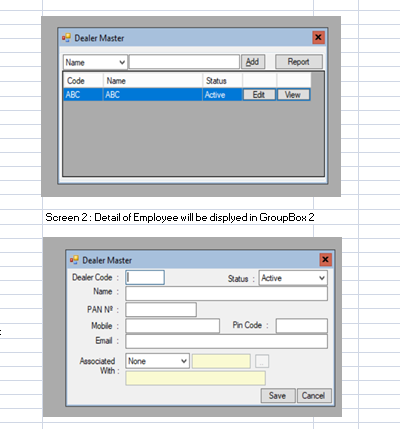 Dealer Master
Name Add Report
Code Name Status
ABC ABC Active Edit View
Screen 2 : Detail of Employee will be displyed in GroupBox 2
Dealer Master
Dealer Code : Status : Active
Name :
PAN Nº :
Mobile : Pin Code :
Email :
Associated With : None ...
Save Cancel